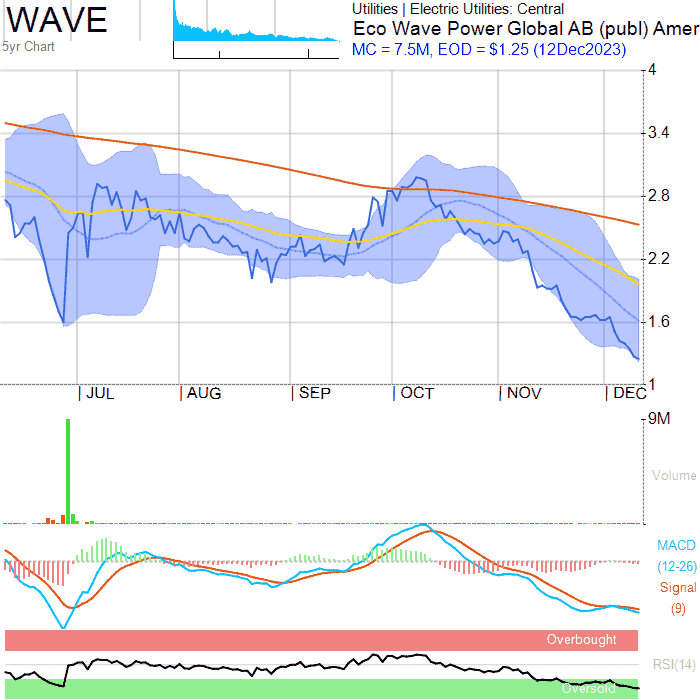 WAVE
5yr Chart
Utilities | Electric Utilities: Central
Eco Wave Power Global AB (publ) Amer
MC = 7.5M, EOD = $1.25 (12Dec2023)
4
3.4
2.8
2.2
1.6
1
JUL AUG SEP OCT NOV DEC
9M
Volume
MACD
(12-26)
Signal
(9)
Overbought
RSI(14)
Oversold